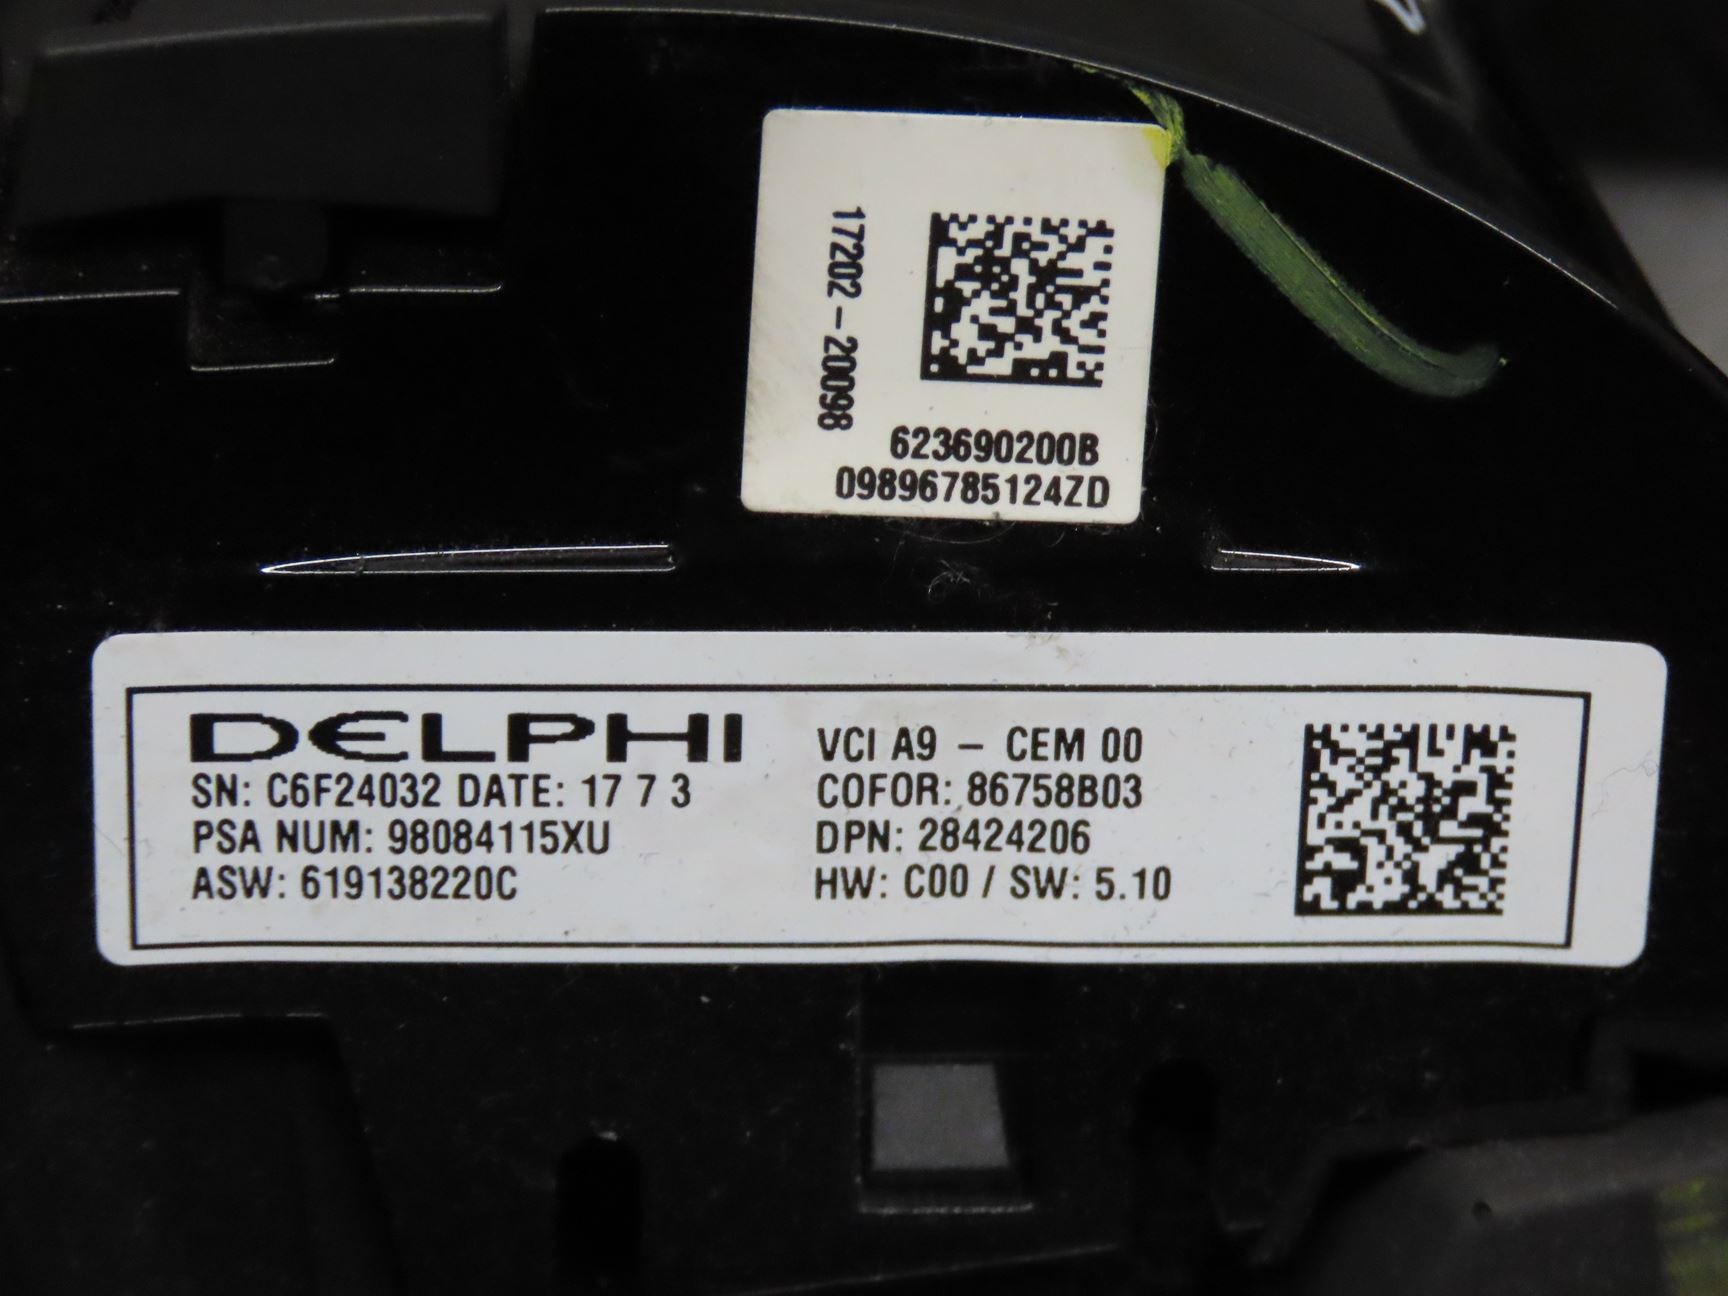 17202-20098
623690200B
09896785124ZD
DELPHI
SN: C6F24032 DATE: 17 7 3
PSA NUM: 98084115XU
ASW: 619138220C
VCI A9 - CEM 00
COFOR: 86758B03
DPN: 28424206
HW: C00 / SW: 5.10